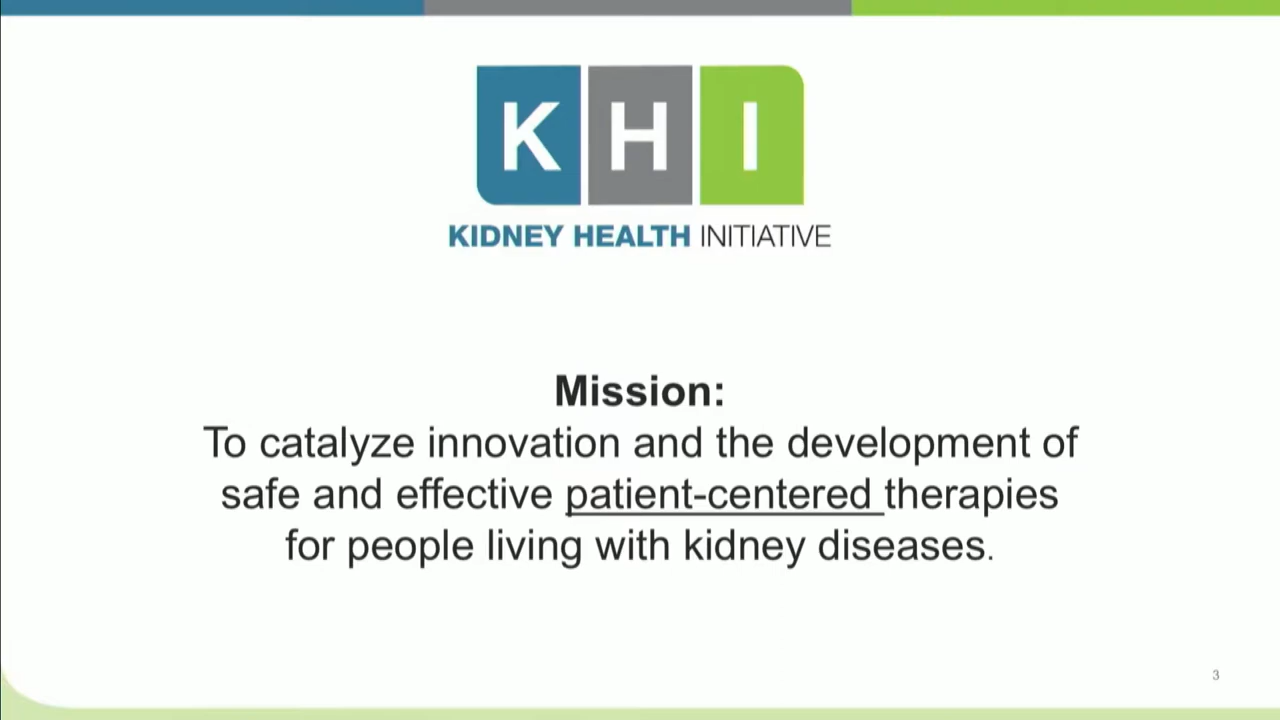 KHI
KIDNEY HEALTH INITIATIVE
Mission:
To catalyze innovation and the development of
safe and effective patient-centered therapies
for people living with kidney diseases.
3